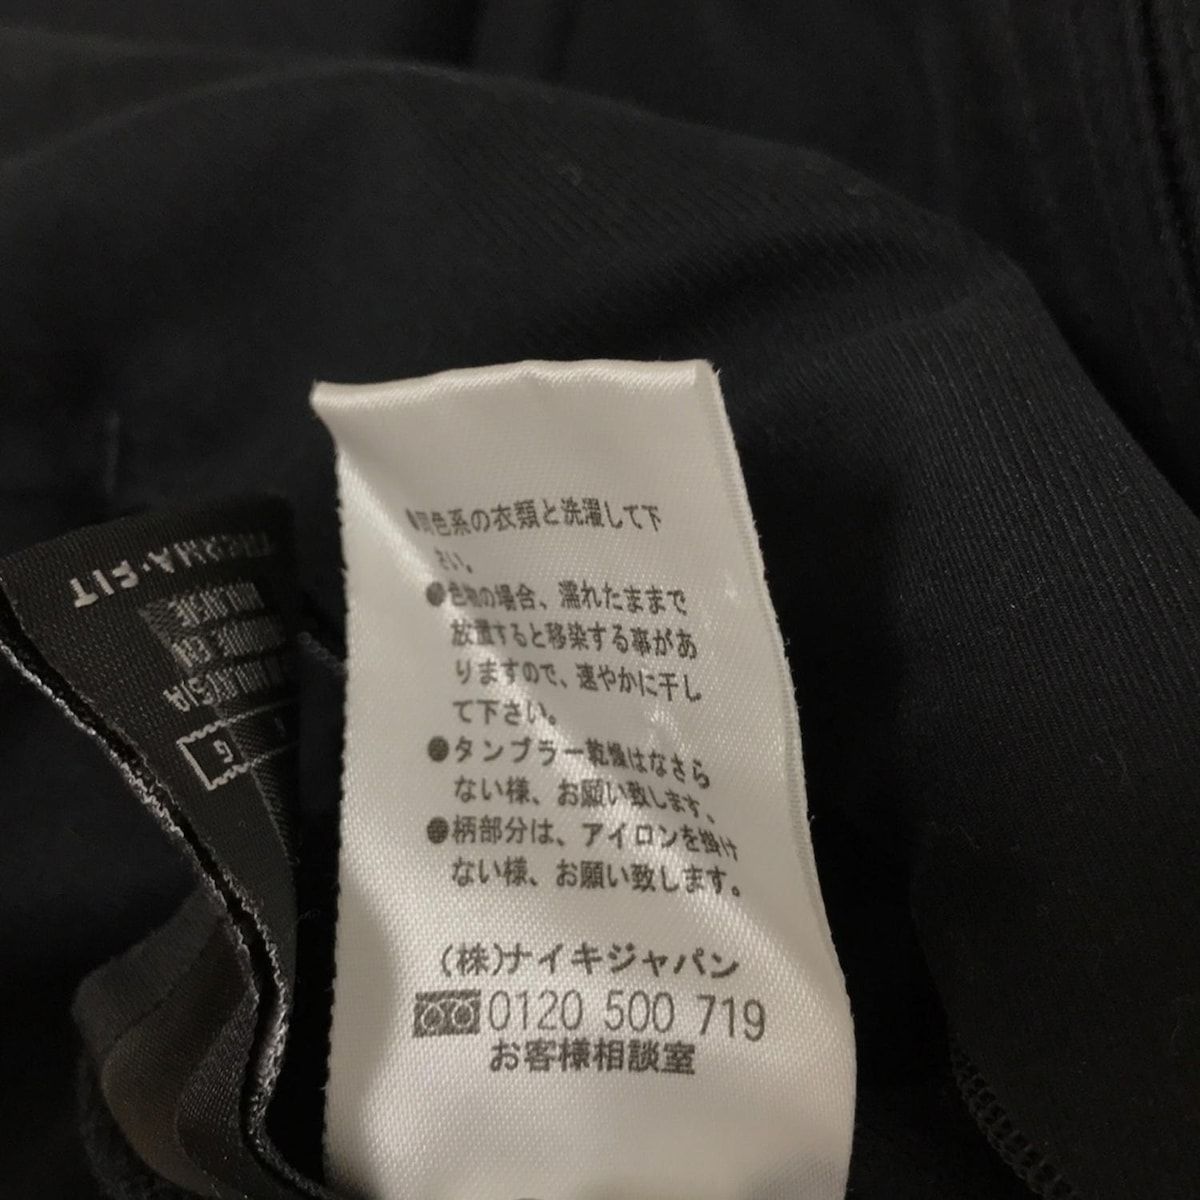 ●同色系の衣類と洗濯して下
さい。
●色物の場合、濡れたままで
放置すると移染する事があ
りますので、速やかに干し
て下さい。
●タンブラー乾燥はなさら
ない様、お願い致します、
●柄部分は、アイロンを掛け
ない様、お願い致します。
(株)ナイキジャパン
0120 500 719
お客様相談室
THERMA-FIT